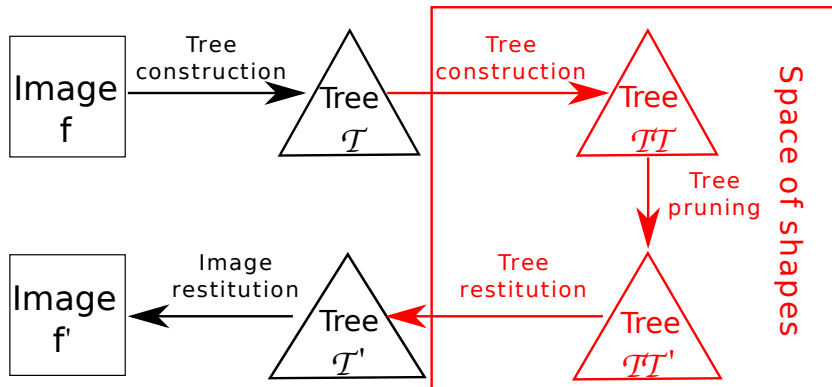 Image
f
Tree
construction
Tree
𝒯
Tree
construction
Tree
𝒯𝒯
Space of shapes
Tree
pruning
Image
f'
Image
restitution
Tree
𝒯'
Tree
restitution
Tree
𝒯𝒯'